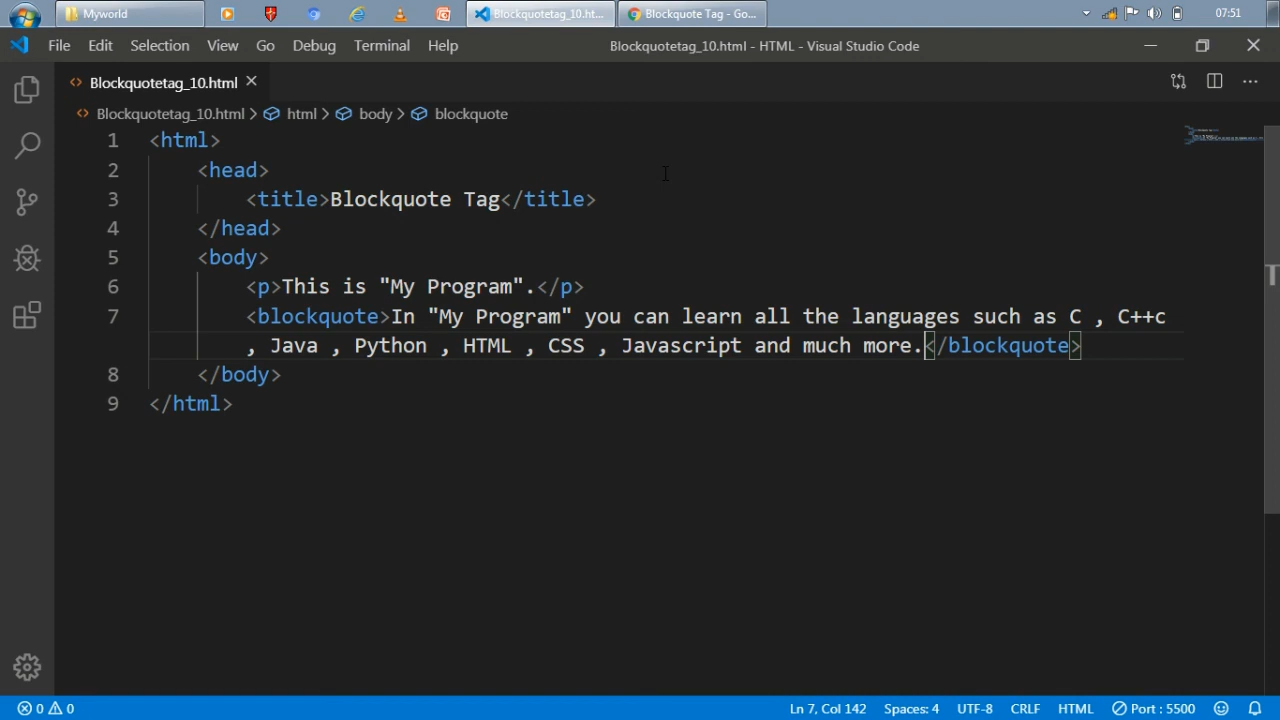 Myworld
Blockquotetag_10.ht...
Blockquote Tag - Go...
07:51
File Edit Selection View Go Debug Terminal Help
Blockquotetag_10.html - HTML - Visual Studio Code
Blockquotetag_10.html
Blockquotetag_10.html > html > body > blockquote
1 <html>
2 <head>
3 <title>Blockquote Tag</title>
4 </head>
5 <body>
6 <p>This is "My Program".</p>
7 <blockquote>In "My Program" you can learn all the languages such as C , C++c
, Java , Python , HTML , CSS , Javascript and much more.</blockquote>
8 </body>
9 </html>
0 0
Ln 7, Col 142 Spaces: 4 UTF-8 CRLF HTML Port : 5500